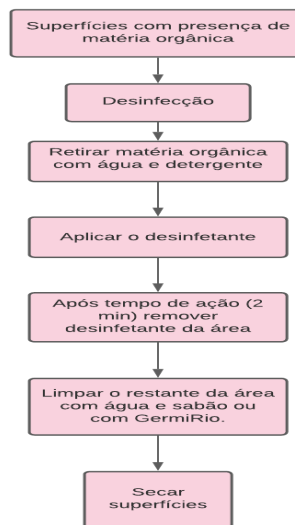 Superfícies com presença de
matéria orgânica
Desinfecção
Retirar matéria orgânica
com água e detergente
Aplicar o desinfetante
Após tempo de ação (2
min) remover
desinfetante da área
Limpar o restante da área
com água e sabão ou
com GermiRio.
Secar
superfícies